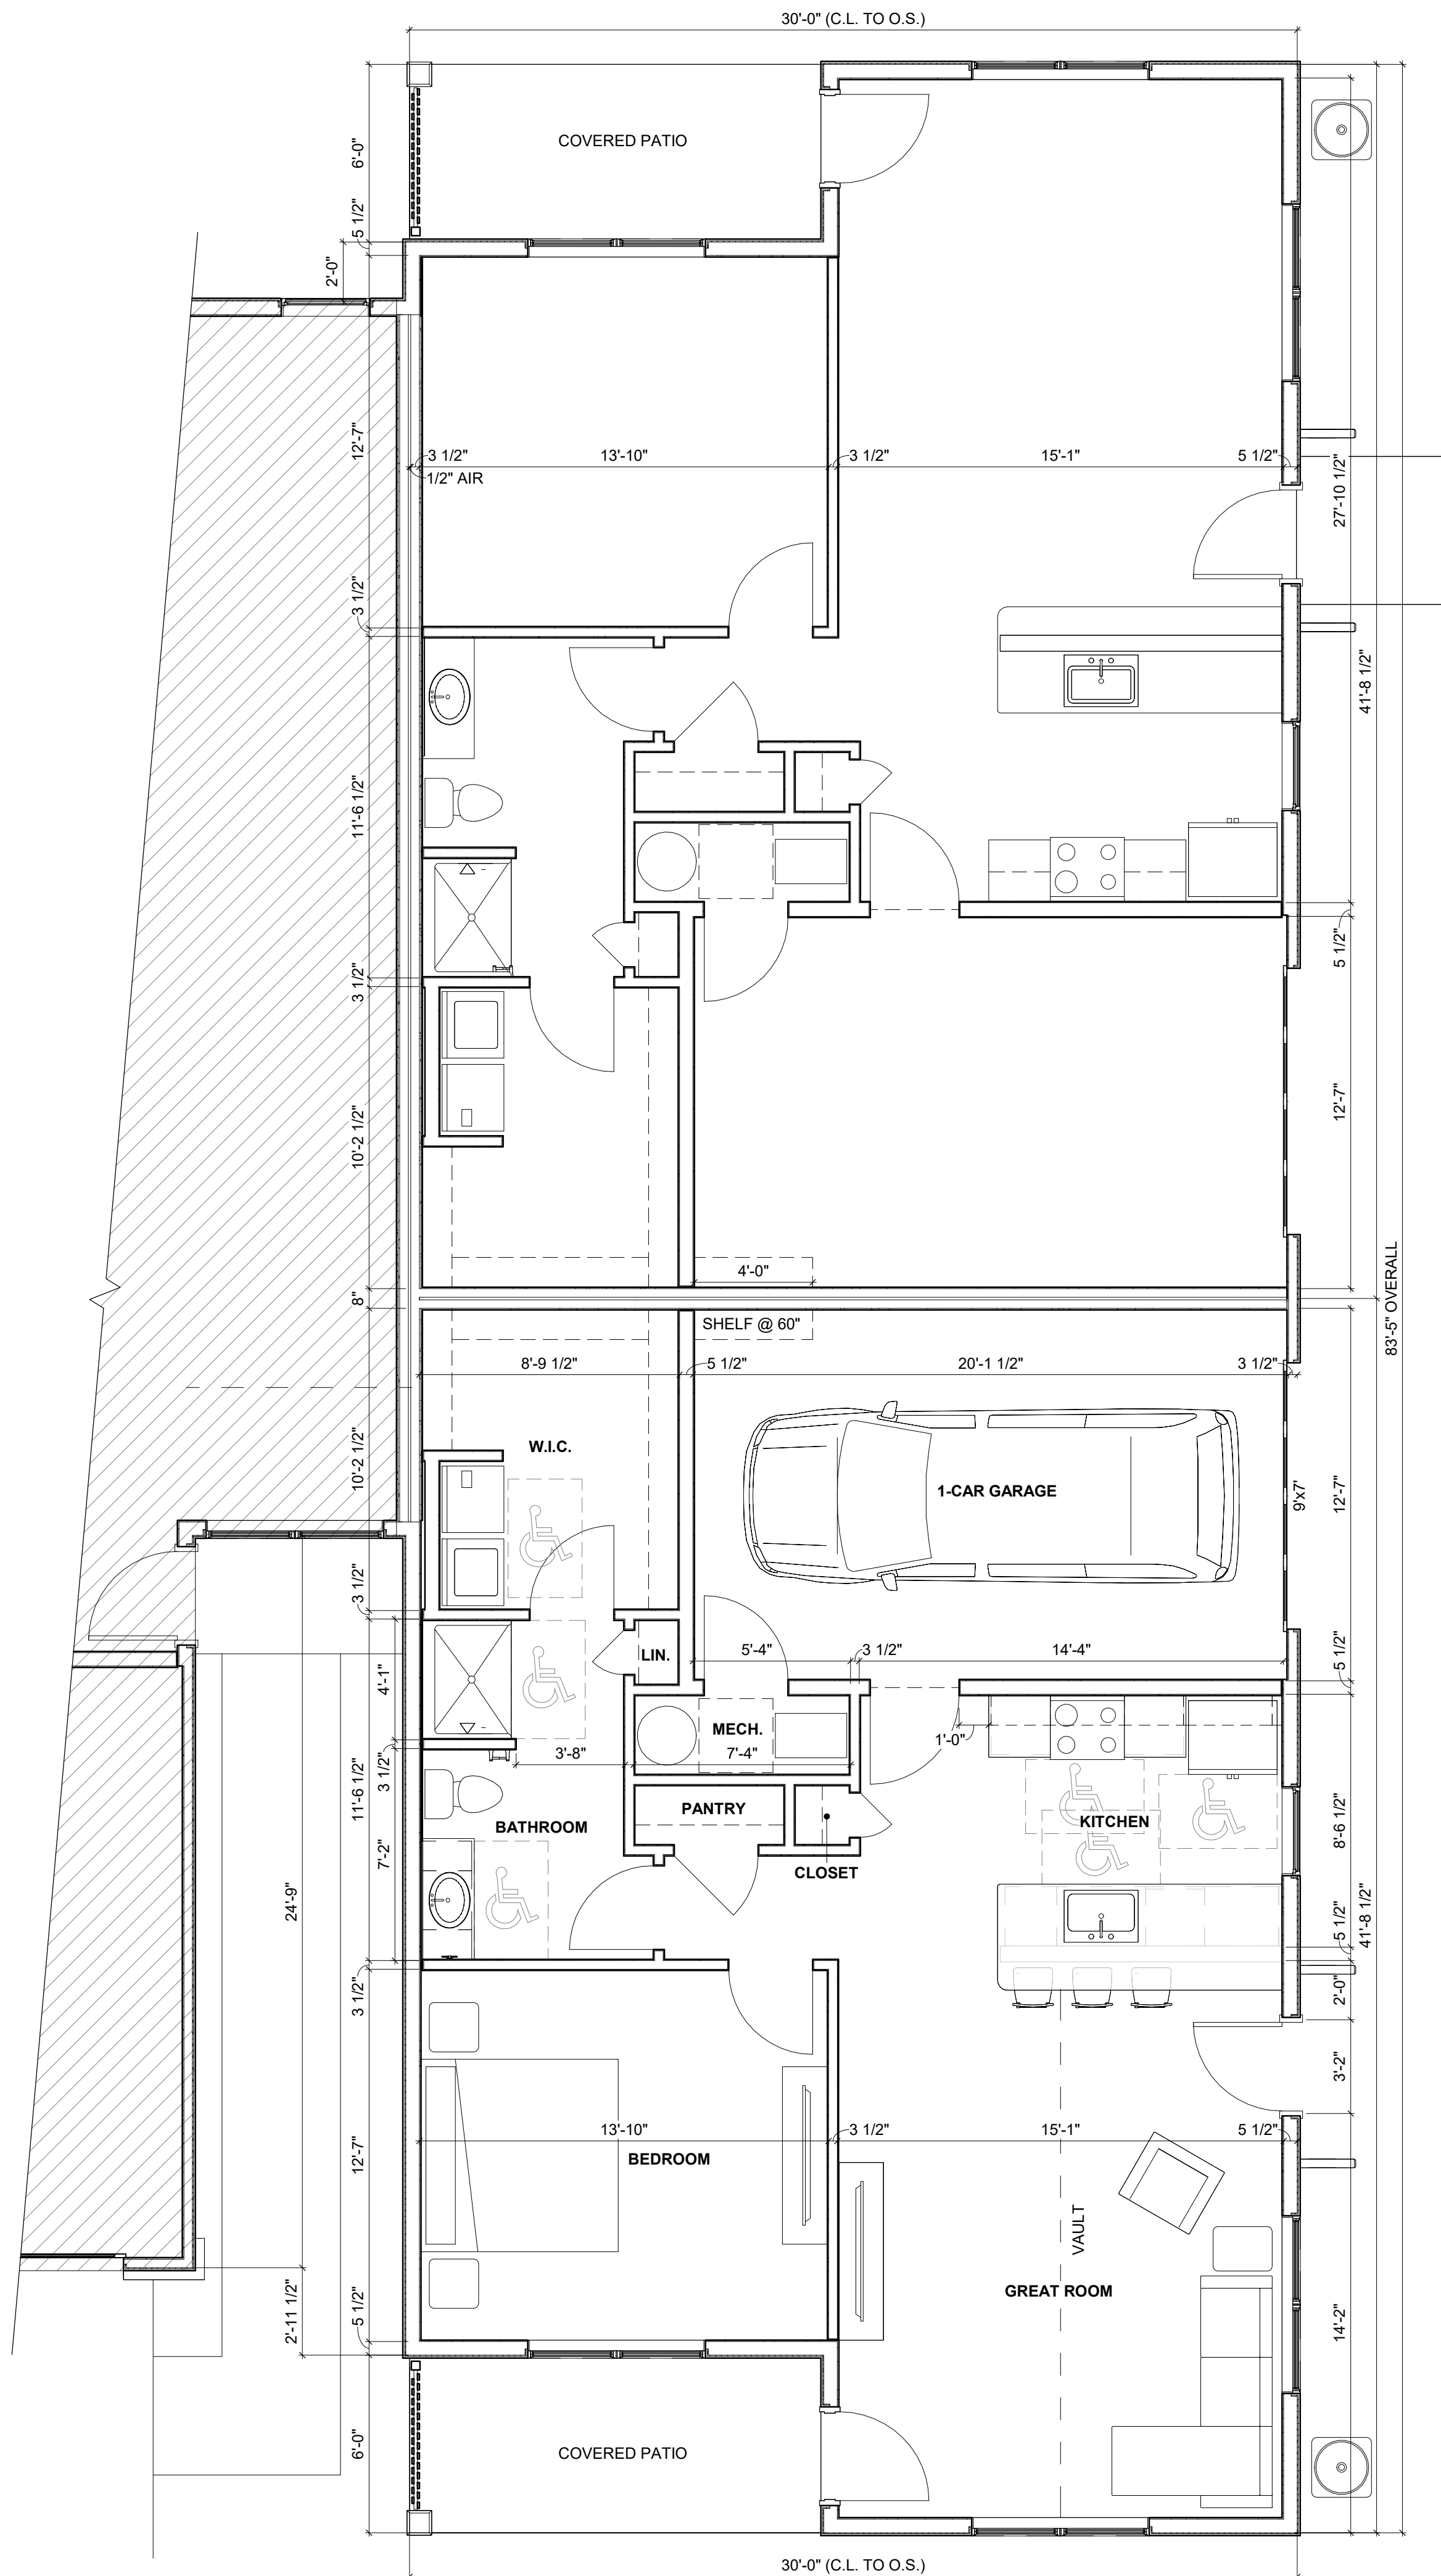 30'-0" (C.L. TO O.S.)
COVERED PATIO
6'-0"
5 1/2"
2'-0"
12'-7"
3 1/2"
13'-10"
3 1/2"
15'-1"
5 1/2"
1/2" AIR
27'-10 1/2"
3 1/2"
41'-8 1/2"
11'-6 1/2"
5 1/2"
3 1/2"
12'-7"
10'-2 1/2"
83'-5" OVERALL
4'-0"
8"
SHELF @ 60"
8'-9 1/2"
5 1/2"
20'-1 1/2"
3 1/2"
W.I.C.
10'-2 1/2"
1-CAR GARAGE
9'x7'
12'-7"
3 1/2"
5'-4"
3 1/2"
14'-4"
5 1/2"
LIN.
4'-1"
MECH.
1'-0"
3'-8"
7'-4"
3 1/2"
11'-6 1/2"
PANTRY
BATHROOM
KITCHEN
8'-6 1/2"
7'-2"
CLOSET
24'-9"
5 1/2"
41'-8 1/2"
3 1/2"
2'-0"
3'-2"
13'-10"
3 1/2"
15'-1"
5 1/2"
12'-7"
BEDROOM
VAULT
GREAT ROOM
2'-11 1/2"
5 1/2"
14'-2"
6'-0"
COVERED PATIO
30'-0" (C.L. TO O.S.)